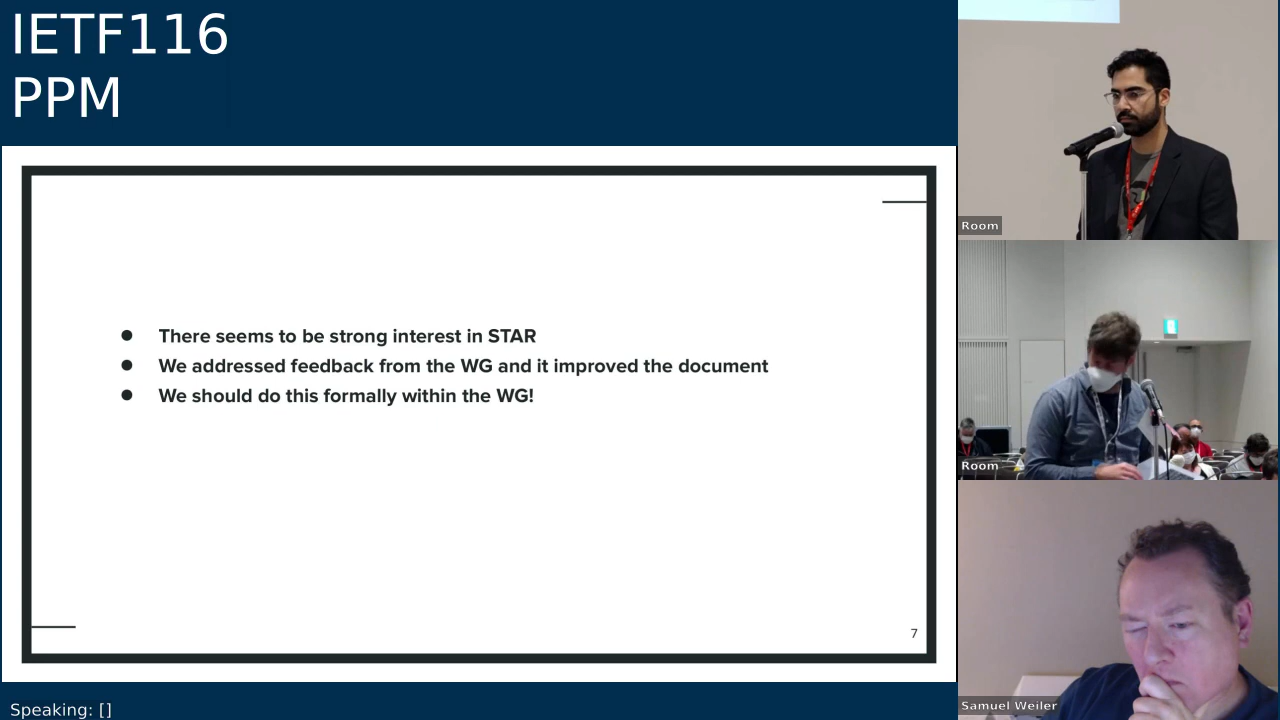 IETF116
PPM
● There seems to be strong interest in STAR
● We addressed feedback from the WG and it improved the document
● We should do this formally within the WG!
7
Speaking: []
Room
Room
Samuel Weiler